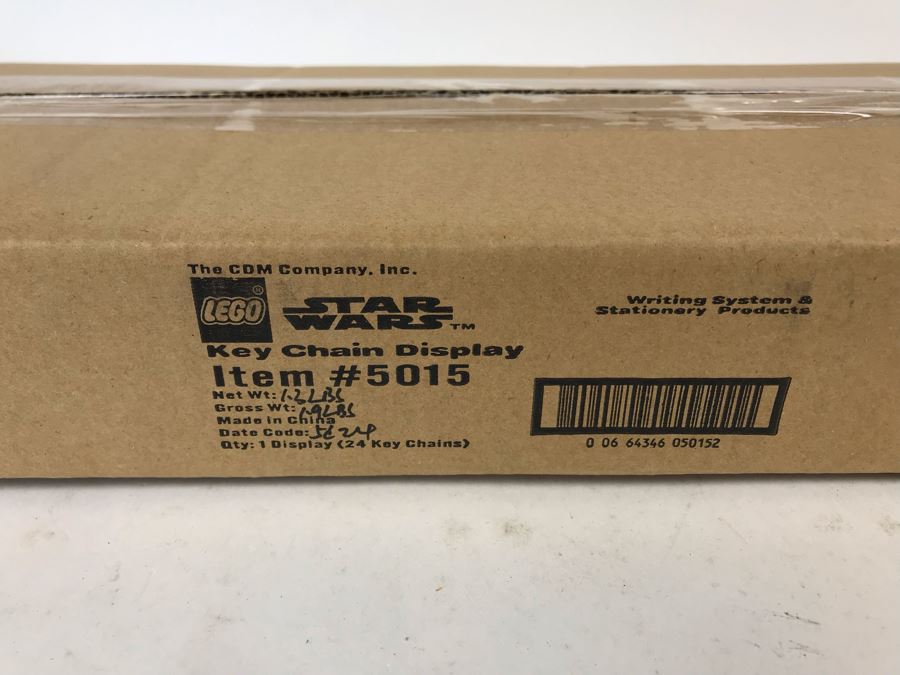 The CDM Company, Inc.
LEGO®
STAR WARS™
Writing System &
Stationery Products
Key Chain Display
Item #5015
Net Wt: 1.3 LBS
Gross Wt: 1.9 LBS
Made in China
Date Code:
Qty: 1 Display (24 Key Chains)
0 06 64346 050152